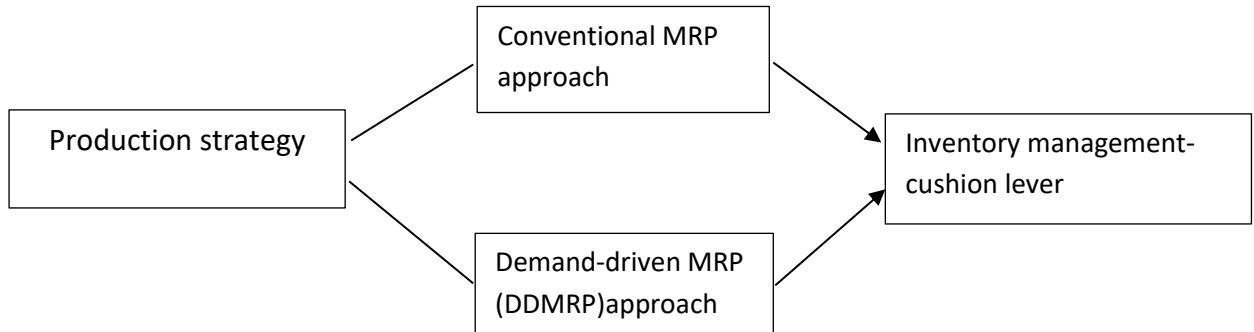 Conventional MRP
approach
Production strategy
Inventory management-
cushion lever
Demand-driven MRP
(DDMRP)approach